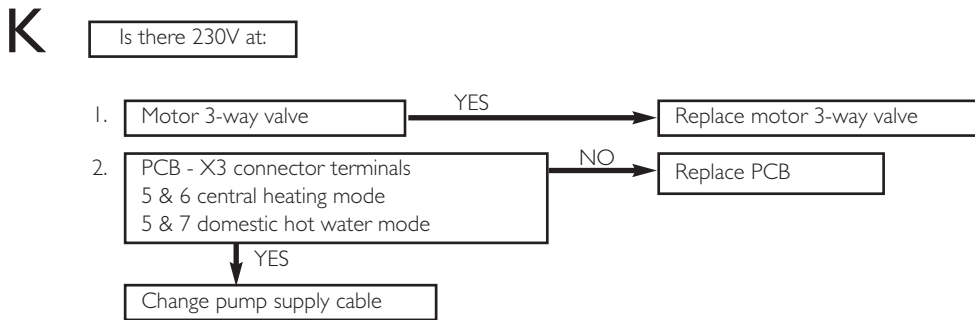 K
Is there 230V at:
1. Motor 3-way valve
YES
Replace motor 3-way valve
2. PCB - X3 connector terminals
5 & 6 central heating mode
5 & 7 domestic hot water mode
NO
Replace PCB
YES
Change pump supply cable